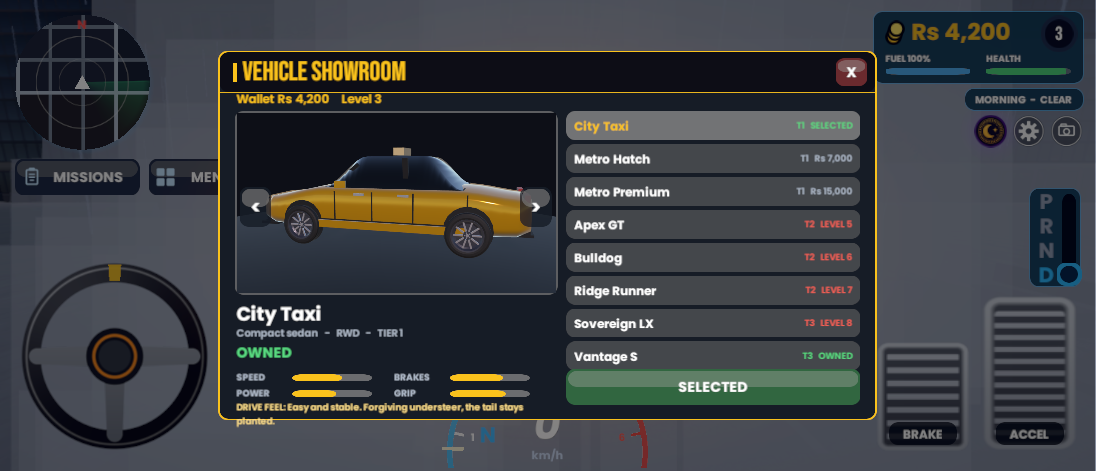 N
Rs 4,200
3
FUEL 100%
HEALTH
MORNING - CLEAR
MISSIONS
MEN
VEHICLE SHOWROOM
X
Wallet Rs 4,200 Level 3
<
>
City Taxi
Compact sedan - RWD - TIER 1
OWNED
SPEED
BRAKES
POWER
GRIP
DRIVE FEEL: Easy and stable. Forgiving understeer, the tail stays
planted.
City Taxi T1 SELECTED
Metro Hatch T1 Rs 7,000
Metro Premium T1 Rs 15,000
Apex GT T2 LEVEL 5
Bulldog T2 LEVEL 6
Ridge Runner T2 LEVEL 7
Sovereign LX T3 LEVEL 8
Vantage S T3 OWNED
SELECTED
P
R
N
D
1
N
0
km/h
BRAKE
ACCEL